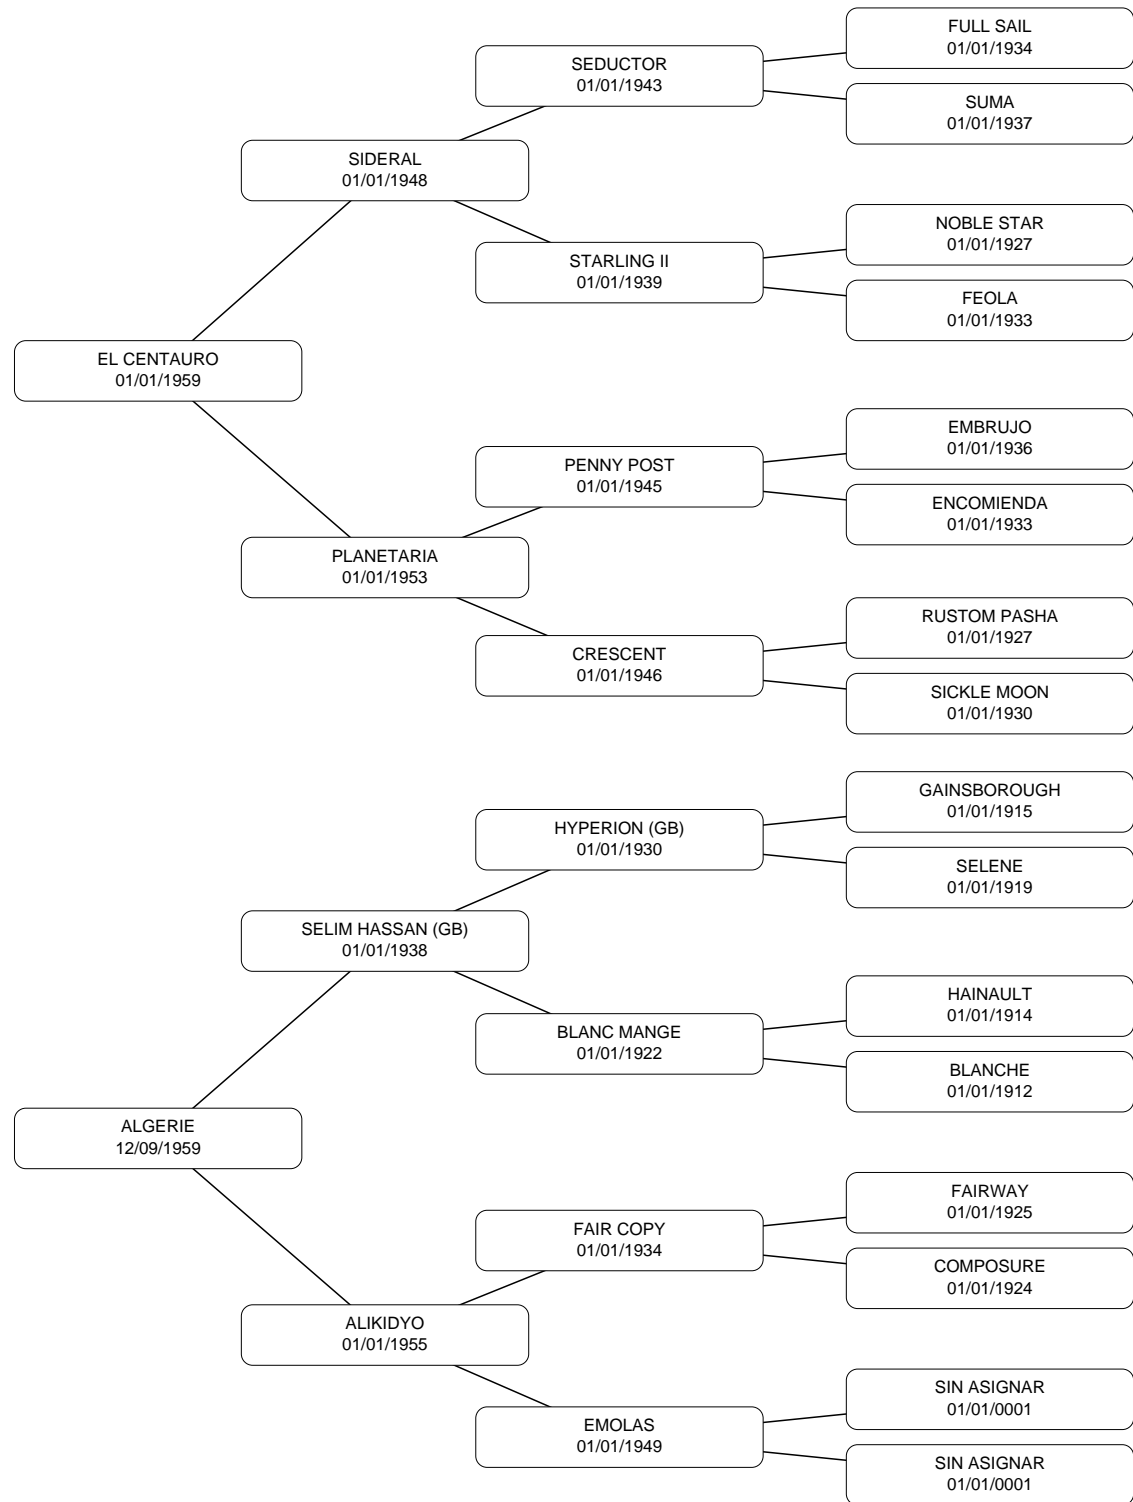 FULL SAIL
01/01/1934
SEDUCTOR
01/01/1943
SUMA
01/01/1937
SIDERAL
01/01/1948
NOBLE STAR
01/01/1927
STARLING II
01/01/1939
FEOLA
01/01/1933
EL CENTAURO
01/01/1959
EMBRUJO
01/01/1936
PENNY POST
01/01/1945
ENCOMIENDA
01/01/1933
PLANETARIA
01/01/1953
RUSTOM PASHA
01/01/1927
CRESCENT
01/01/1946
SICKLE MOON
01/01/1930
GAINSBOROUGH
01/01/1915
HYPERION (GB)
01/01/1930
SELENE
01/01/1919
SELIM HASSAN (GB)
01/01/1938
HAINAULT
01/01/1914
BLANC MANGE
01/01/1922
BLANCHE
01/01/1912
ALGERIE
12/09/1959
FAIRWAY
01/01/1925
FAIR COPY
01/01/1934
COMPOSURE
01/01/1924
ALIKIDYO
01/01/1955
SIN ASIGNAR
01/01/0001
EMOLAS
01/01/1949
SIN ASIGNAR
01/01/0001